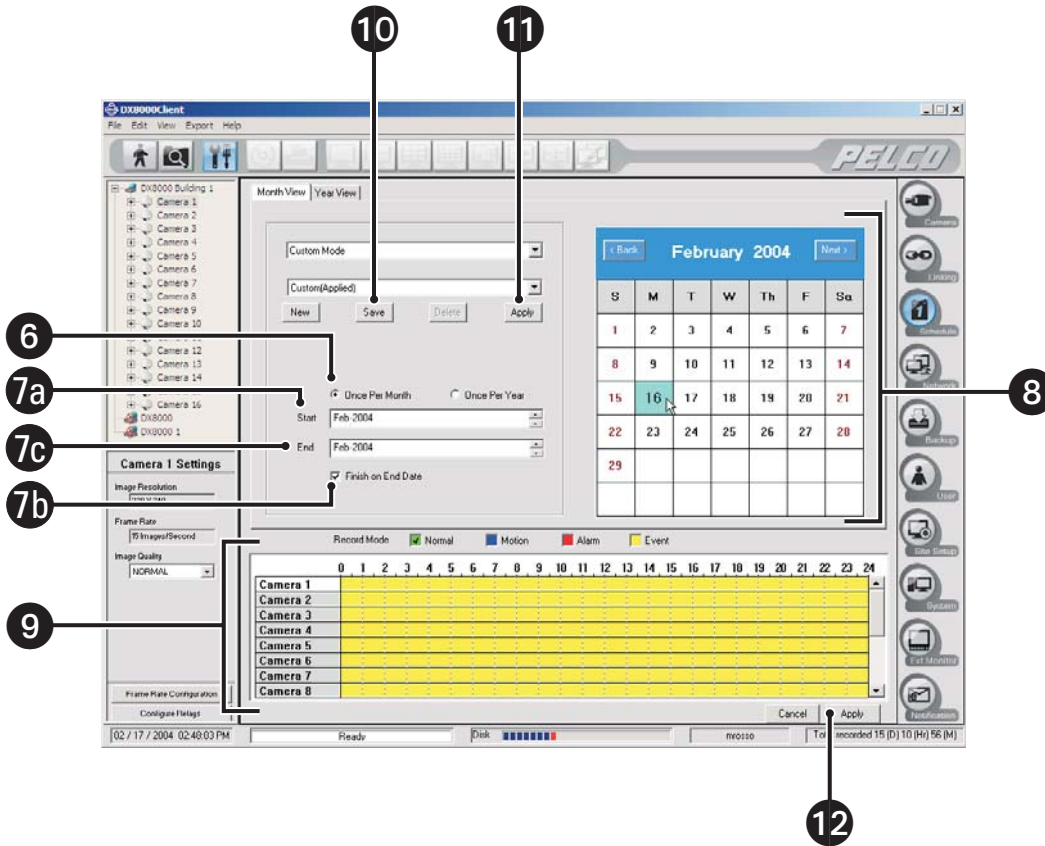 10 11
DX8000Client
File Edit View Export Help
PELCO
DX8000 Building 1
Camera 1
Camera 2
Camera 3
Camera 4
Camera 5
Camera 6
Camera 7
Camera 8
Camera 9
Camera 10
Camera 12
Camera 13
Camera 14
Camera 16
DX8000
DX8000 1
Month View Year View
Custom Mode
Custom(Applied)
New Save Delete Apply
6
Once Per Month Once Per Year
7a
Start Feb-2004
7c
End Feb-2004
7b
Finish on End Date
< Back February 2004 Next >
S M T W Th F Sa
1 2 3 4 5 6 7
8 9 10 11 12 13 14
15 16 17 18 19 20 21
22 23 24 25 26 27 28
29
8
Camera
Linking
Schedule
Network
Backup
User
Site Setup
System
Ext Monitor
Notification
Camera 1 Settings
Image Resolution
Frame Rate
15 Images/Second
Image Quality
NORMAL
Frame Rate Configuration
Configure Relays
Record Mode Normal Motion Alarm Event
0 1 2 3 4 5 6 7 8 9 10 11 12 13 14 15 16 17 18 19 20 21 22 23 24
9
Camera 1
Camera 2
Camera 3
Camera 4
Camera 5
Camera 6
Camera 7
Camera 8
Cancel Apply
02 / 17 / 2004 02:48:03 PM Ready Disk nrosso recorded 15 (D) 10 (Hr) 56 (M)
12